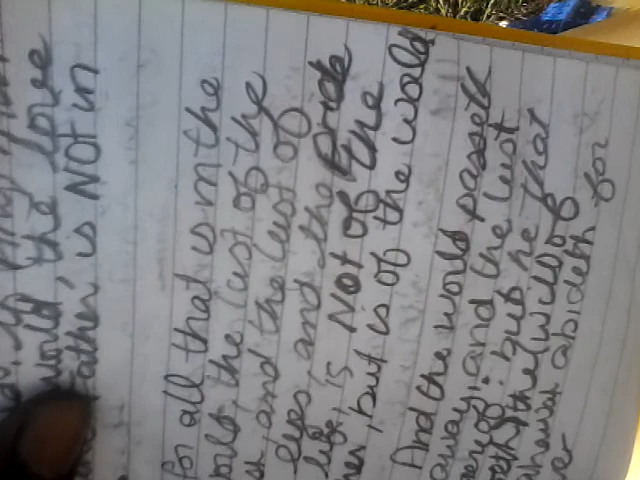 world, the love
Father, is NOT in
for all that is in the
world, the lust of the
and the lust of
eyes, and the Pride
life, is NOT of the
but is of the world
And the world passeth
away, and the lust
but he that
the will of
abideth for
er